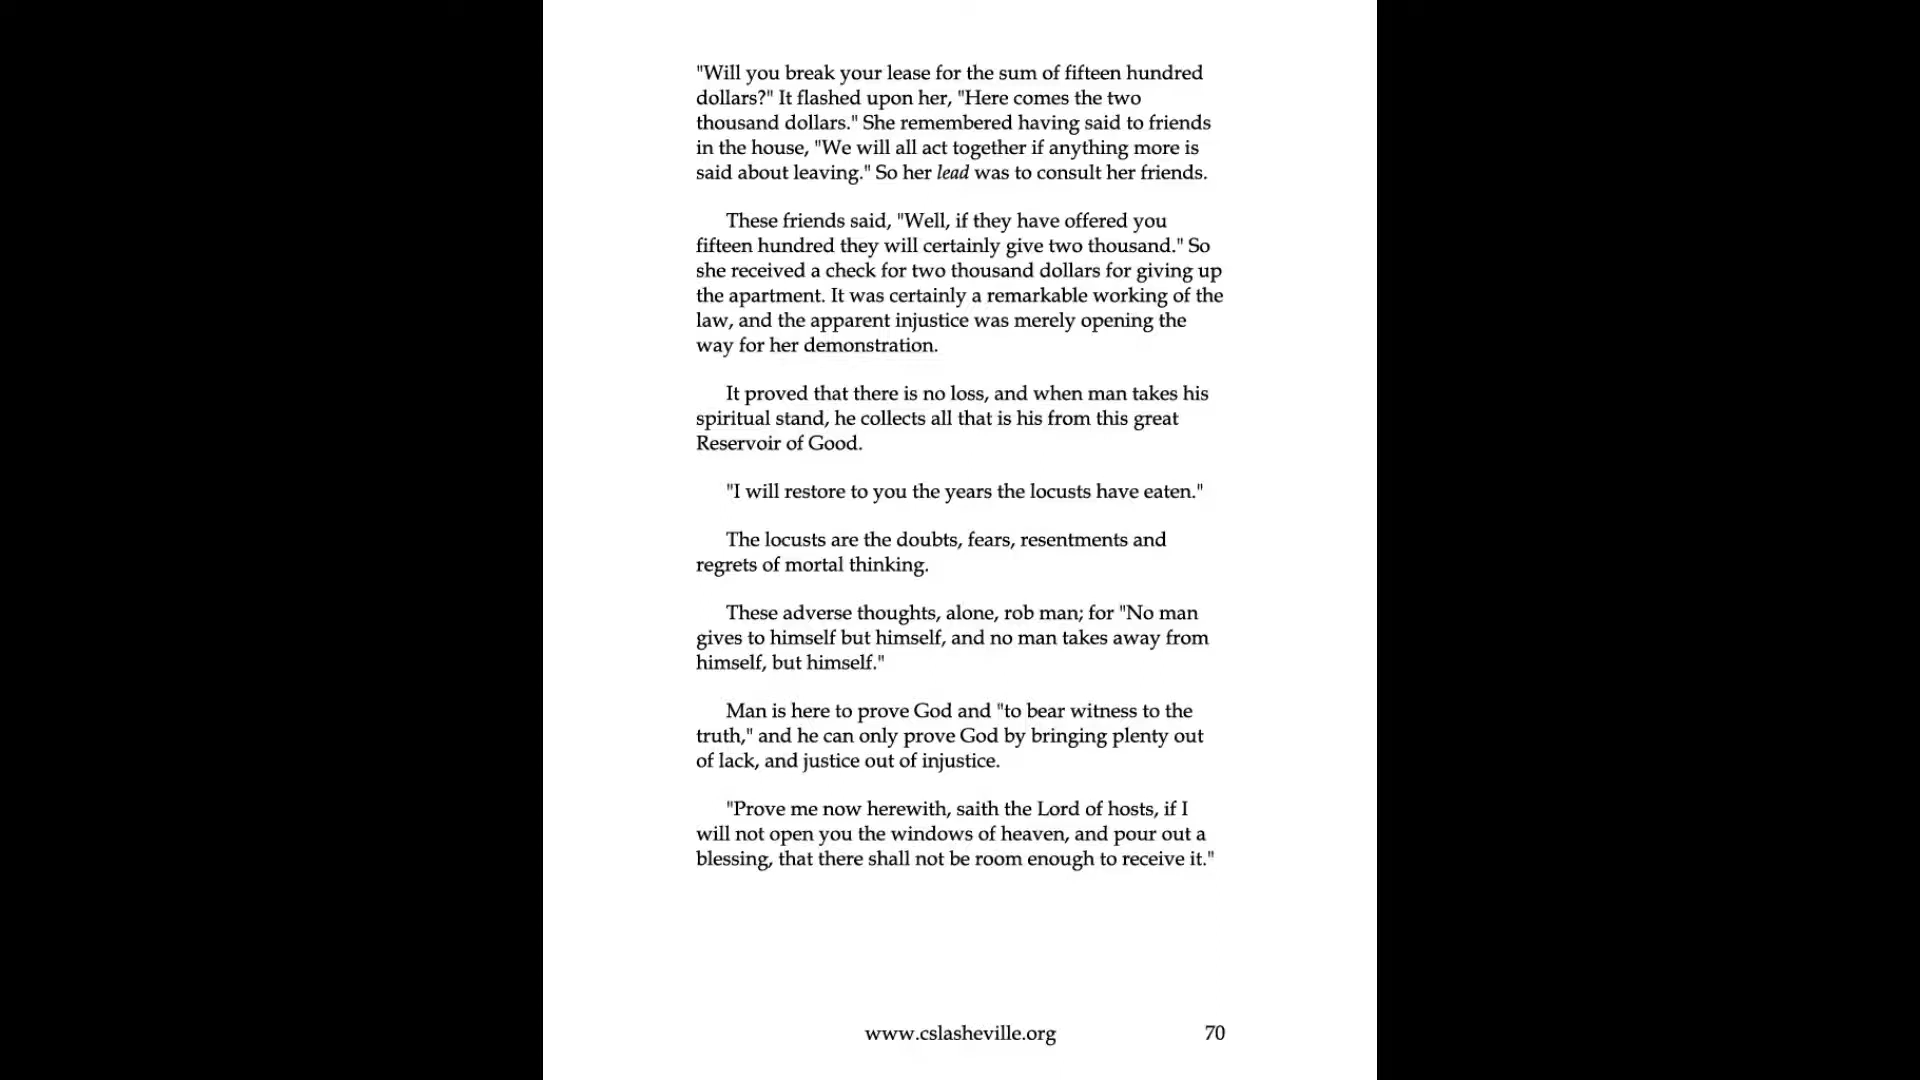 "Will you break your lease for the sum of fifteen hundred
dollars?" It flashed upon her, "Here comes the two
thousand dollars." She remembered having said to friends
in the house, "We will all act together if anything more is
said about leaving." So her lead was to consult her friends.
These friends said, "Well, if they have offered you
fifteen hundred they will certainly give two thousand." So
she received a check for two thousand dollars for giving up
the apartment. It was certainly a remarkable working of the
law, and the apparent injustice was merely opening the
way for her demonstration.
It proved that there is no loss, and when man takes his
spiritual stand, he collects all that is his from this great
Reservoir of Good.
"I will restore to you the years the locusts have eaten."
The locusts are the doubts, fears, resentments and
regrets of mortal thinking.
These adverse thoughts, alone, rob man; for "No man
gives to himself but himself, and no man takes away from
himself, but himself."
Man is here to prove God and "to bear witness to the
truth," and he can only prove God by bringing plenty out
of lack, and justice out of injustice.
"Prove me now herewith, saith the Lord of hosts, if I
will not open you the windows of heaven, and pour out a
blessing, that there shall not be room enough to receive it."
www.cslasheville.org 70